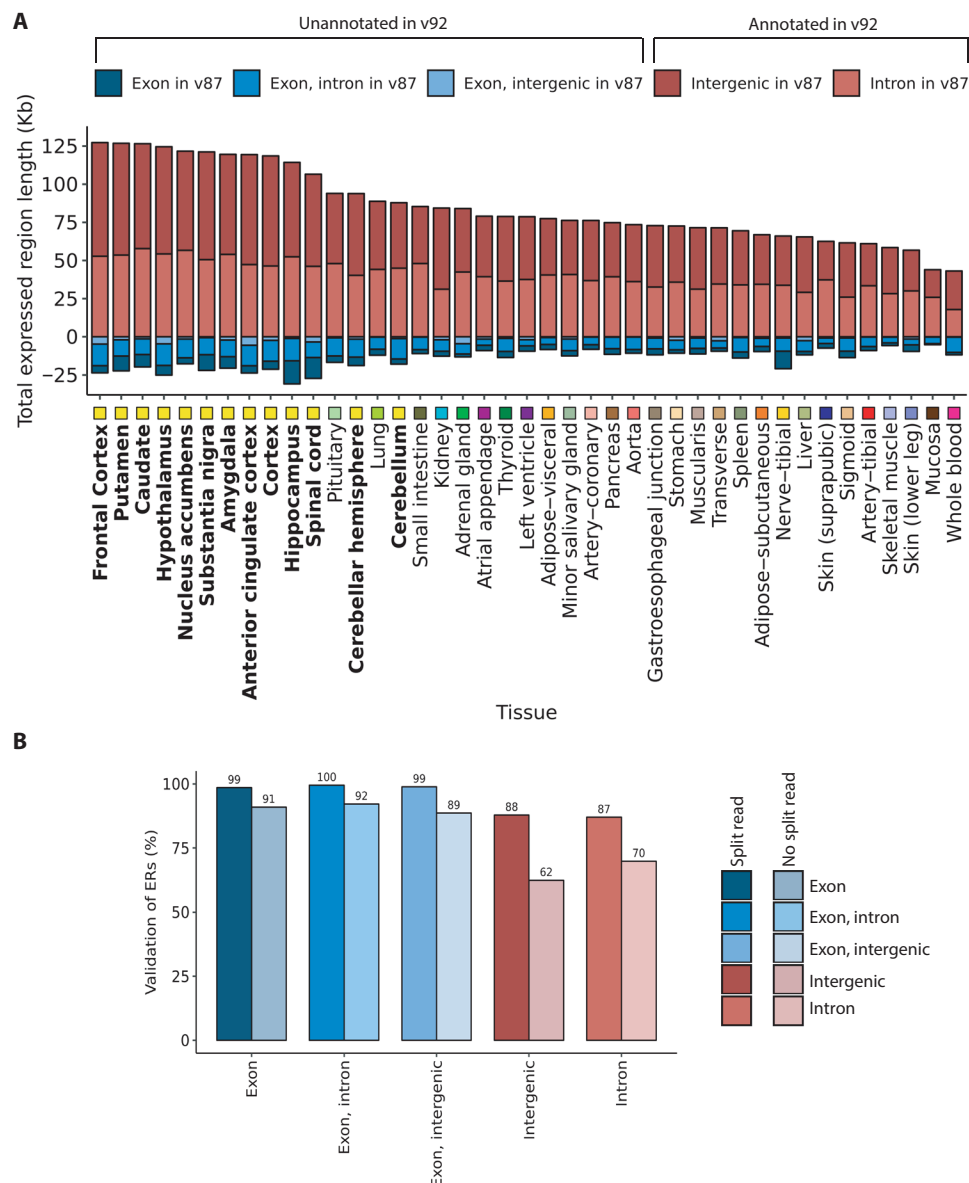 A
Unannotated in v92
Annotated in v92
Exon in v87
Exon, intron in v87
Exon, intergenic in v87
Intergenic in v87
Intron in v87
Total expressed region length (Kb)
125
100
75
50
25
0
−25
Frontal Cortex
Putamen
Caudate
Hypothalamus
Nucleus accumbens
Substantia nigra
Amygdala
Anterior cingulate cortex
Cortex
Hippocampus
Spinal cord
Pituitary
Cerebellar hemisphere
Lung
Cerebellum
Small intestine
Kidney
Adrenal gland
Atrial appendage
Thyroid
Left ventricle
Adipose−visceral
Minor salivary gland
Artery−coronary
Pancreas
Aorta
Gastroesophageal junction
Stomach
Muscularis
Transverse
Spleen
Adipose−subcutaneous
Nerve−tibial
Liver
Skin (suprapubic)
Sigmoid
Artery−tibial
Skeletal muscle
Skin (lower leg)
Mucosa
Whole blood
Tissue
B
Validation of ERs (%)
100
75
50
25
0
99
91
100
92
99
89
88
62
87
70
Exon
Exon, intron
Exon, intergenic
Intergenic
Intron
Split read
No split read
Exon
Exon, intron
Exon, intergenic
Intergenic
Intron